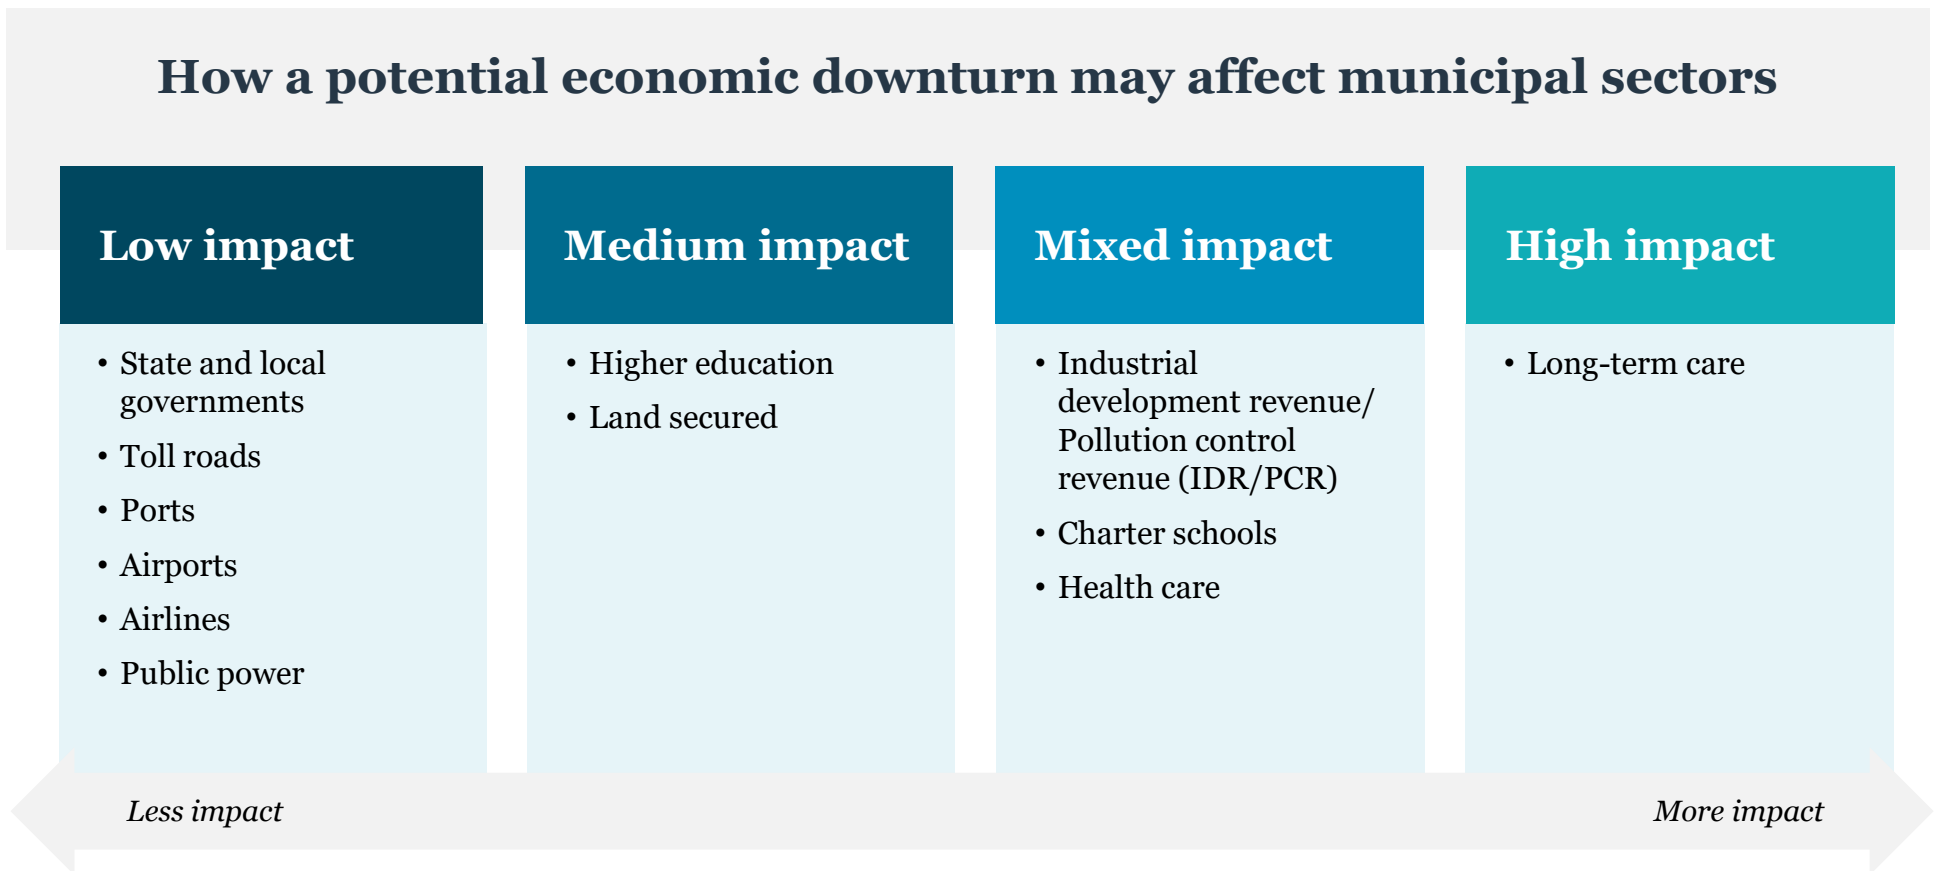 How a potential economic downturn may affect municipal sectors
Low impact
• State and local
governments
• Toll roads
• Ports
• Airports
• Airlines
• Public power
Medium impact
• Higher education
• Land secured
Mixed impact
• Industrial
development revenue/
Pollution control
revenue (IDR/PCR)
• Charter schools
• Health care
High impact
• Long-term care
Less impact
More impact